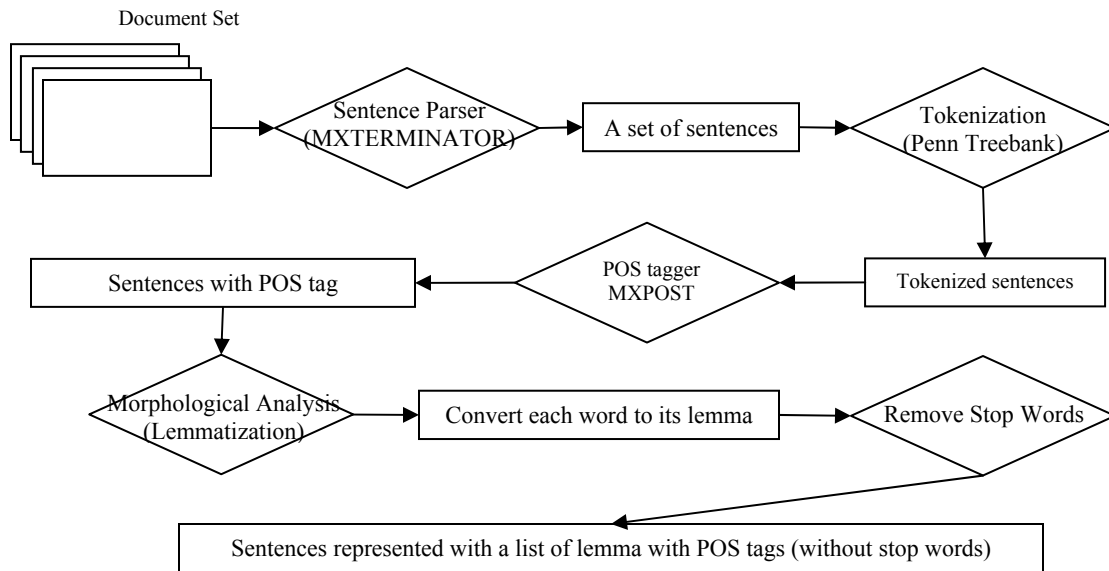 Document Set
Sentence Parser
(MXTERMINATOR)
A set of sentences
Tokenization
(Penn Treebank)
Tokenized sentences
POS tagger
MXPOST
Sentences with POS tag
Morphological Analysis
(Lemmatization)
Convert each word to its lemma
Remove Stop Words
Sentences represented with a list of lemma with POS tags (without stop words)